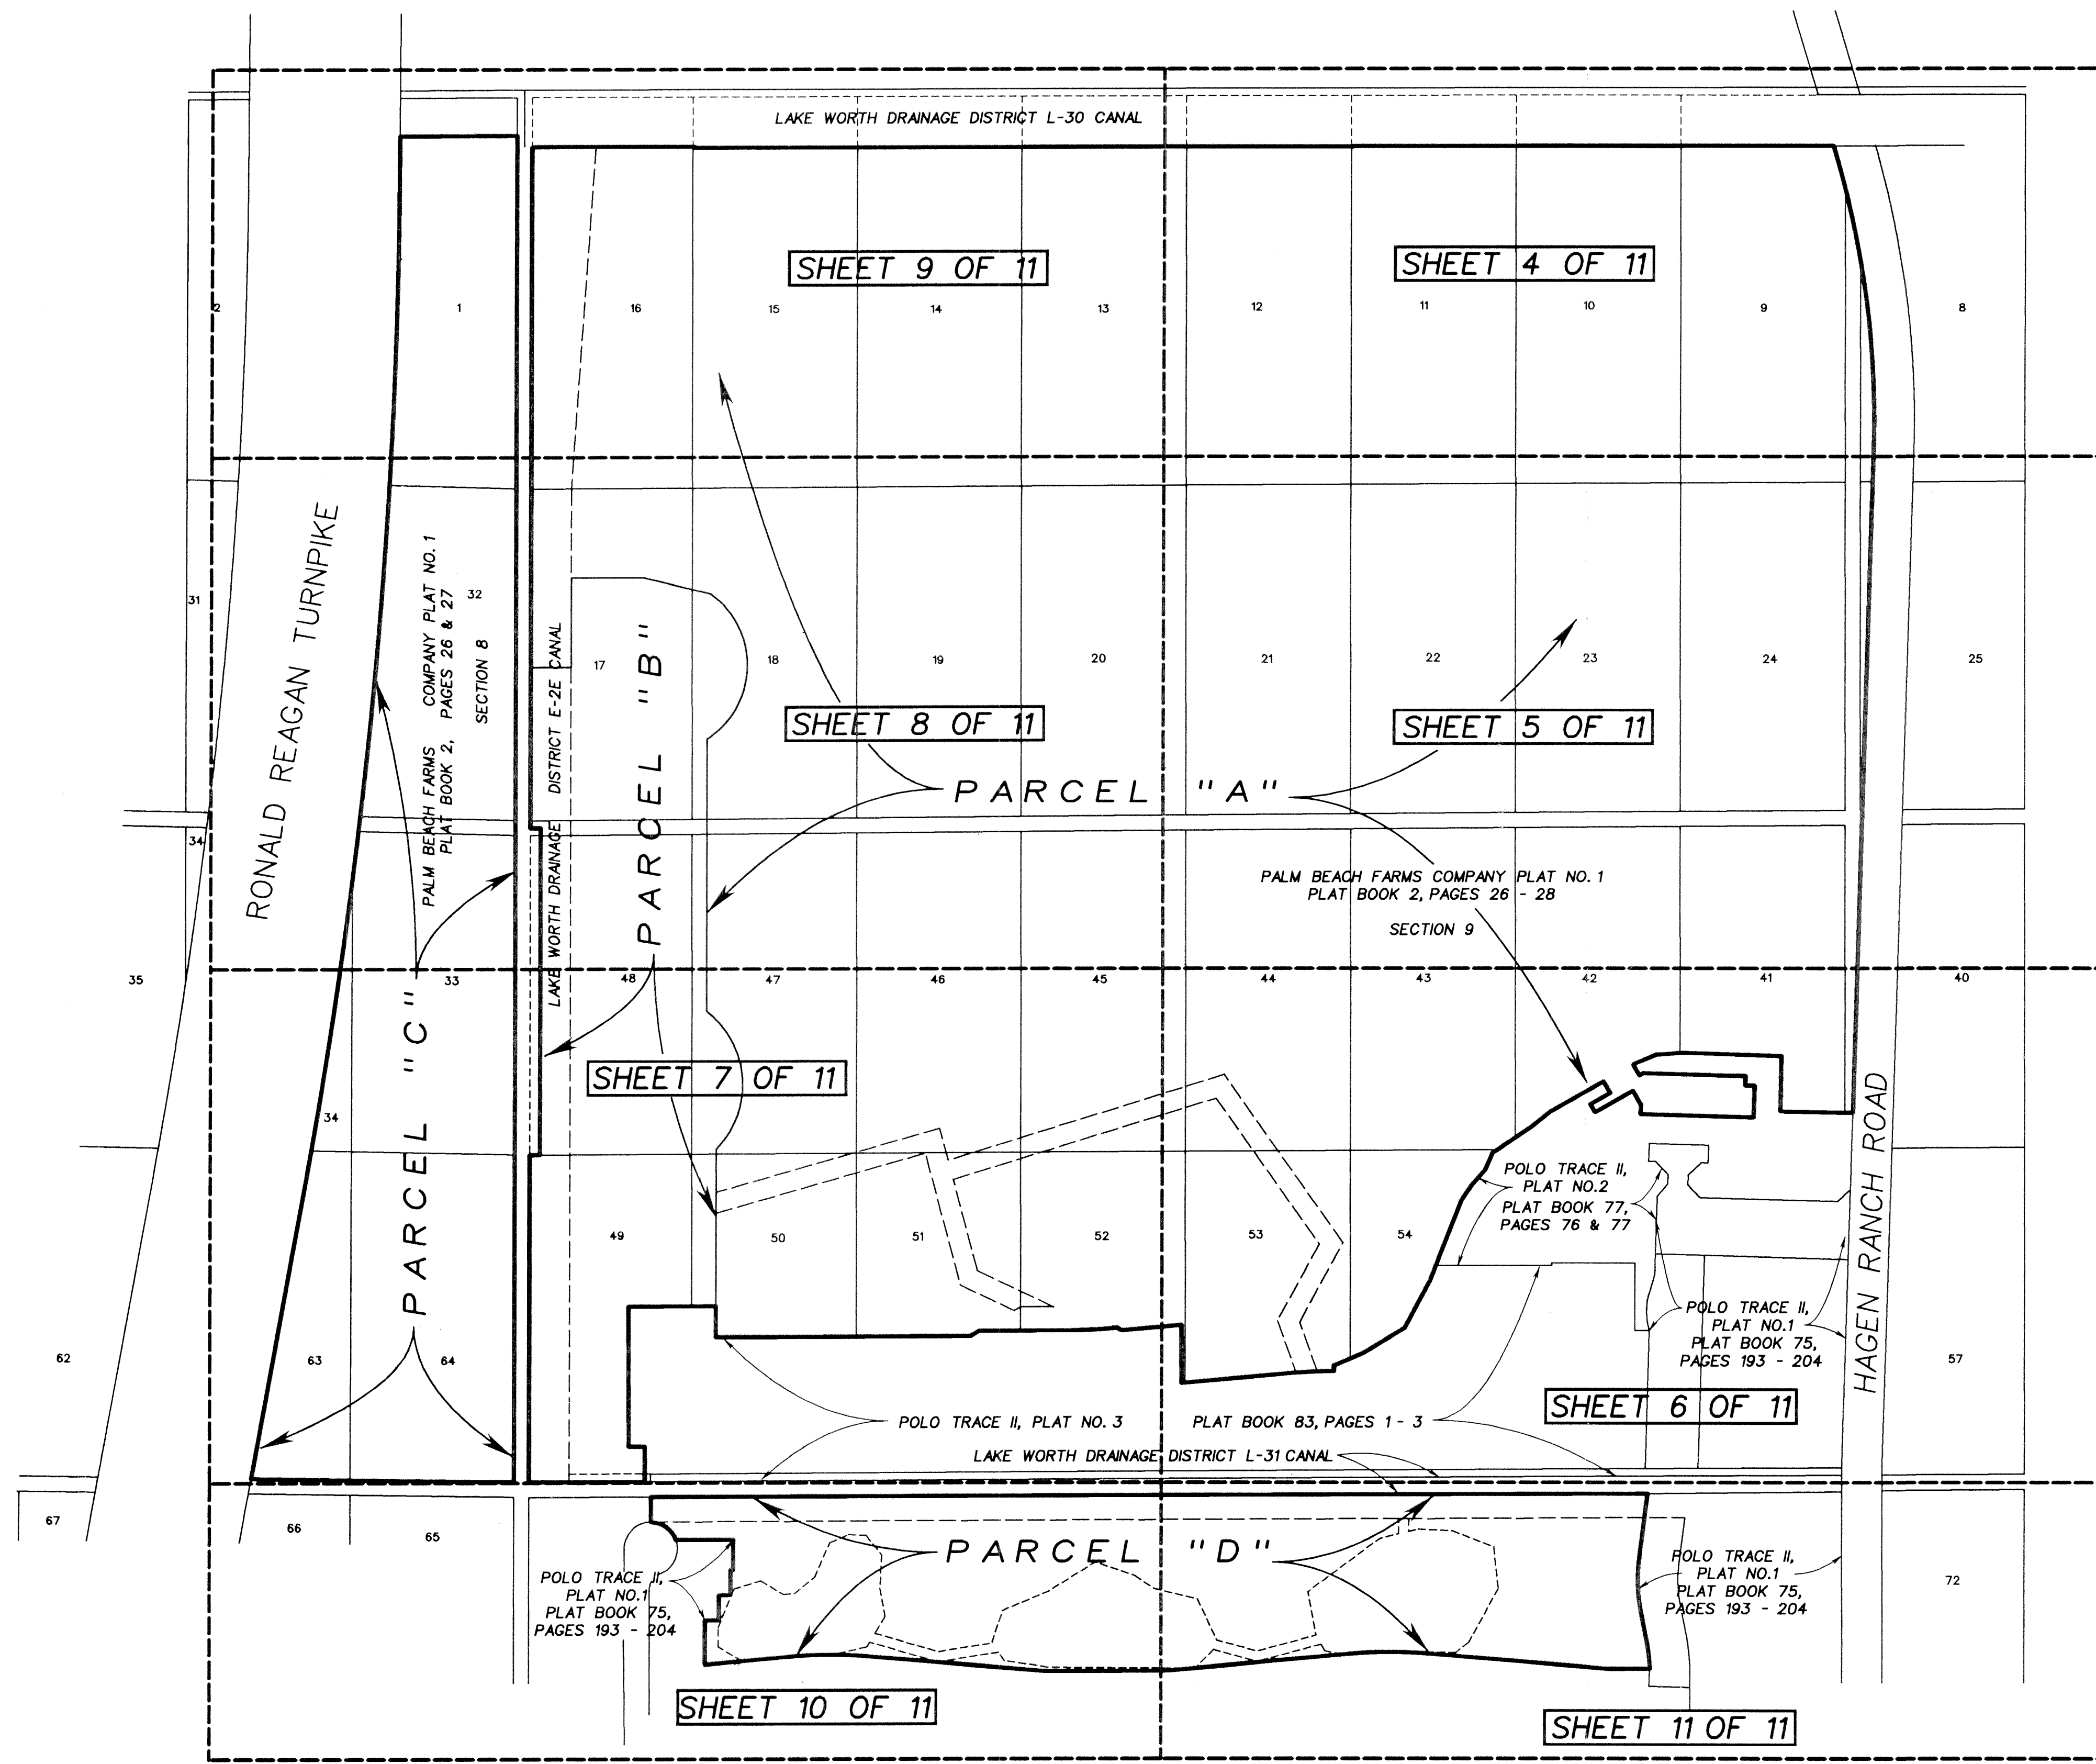 LAKE WORTH DRAINAGE DISTRICT L-30 CANAL
SHEET 9 OF 11
SHEET 4 OF 11
2
1
16
15
14
13
12
11
10
9
8
RONALD REAGAN TURNPIKE
PALM BEACH FARMS COMPANY PLAT NO. 1
PLAT BOOK 2, PAGES 26 & 27
SECTION 8
31
32
LAKE WORTH DRAINAGE DISTRICT E-2E CANAL
17
PARCEL "B"
18
19
20
21
22
23
24
25
SHEET 8 OF 11
SHEET 5 OF 11
PARCEL "A"
34
PALM BEACH FARMS COMPANY PLAT NO. 1
PLAT BOOK 2, PAGES 26 - 28
SECTION 9
35
33
48
47
46
45
44
43
42
41
40
PARCEL "C"
SHEET 7 OF 11
34
HAGEN RANCH ROAD
POLO TRACE II,
PLAT NO.2
PLAT BOOK 77,
PAGES 76 & 77
49
50
51
52
53
54
POLO TRACE II,
PLAT NO.1
PLAT BOOK 75,
PAGES 193 - 204
62
63
64
57
SHEET 6 OF 11
POLO TRACE II, PLAT NO. 3
PLAT BOOK 83, PAGES 1 - 3
LAKE WORTH DRAINAGE DISTRICT L-31 CANAL
67
66
65
PARCEL "D"
POLO TRACE II,
PLAT NO.1
PLAT BOOK 75,
PAGES 193 - 204
POLO TRACE II,
PLAT NO.1
PLAT BOOK 75,
PAGES 193 - 204
72
SHEET 10 OF 11
SHEET 11 OF 11